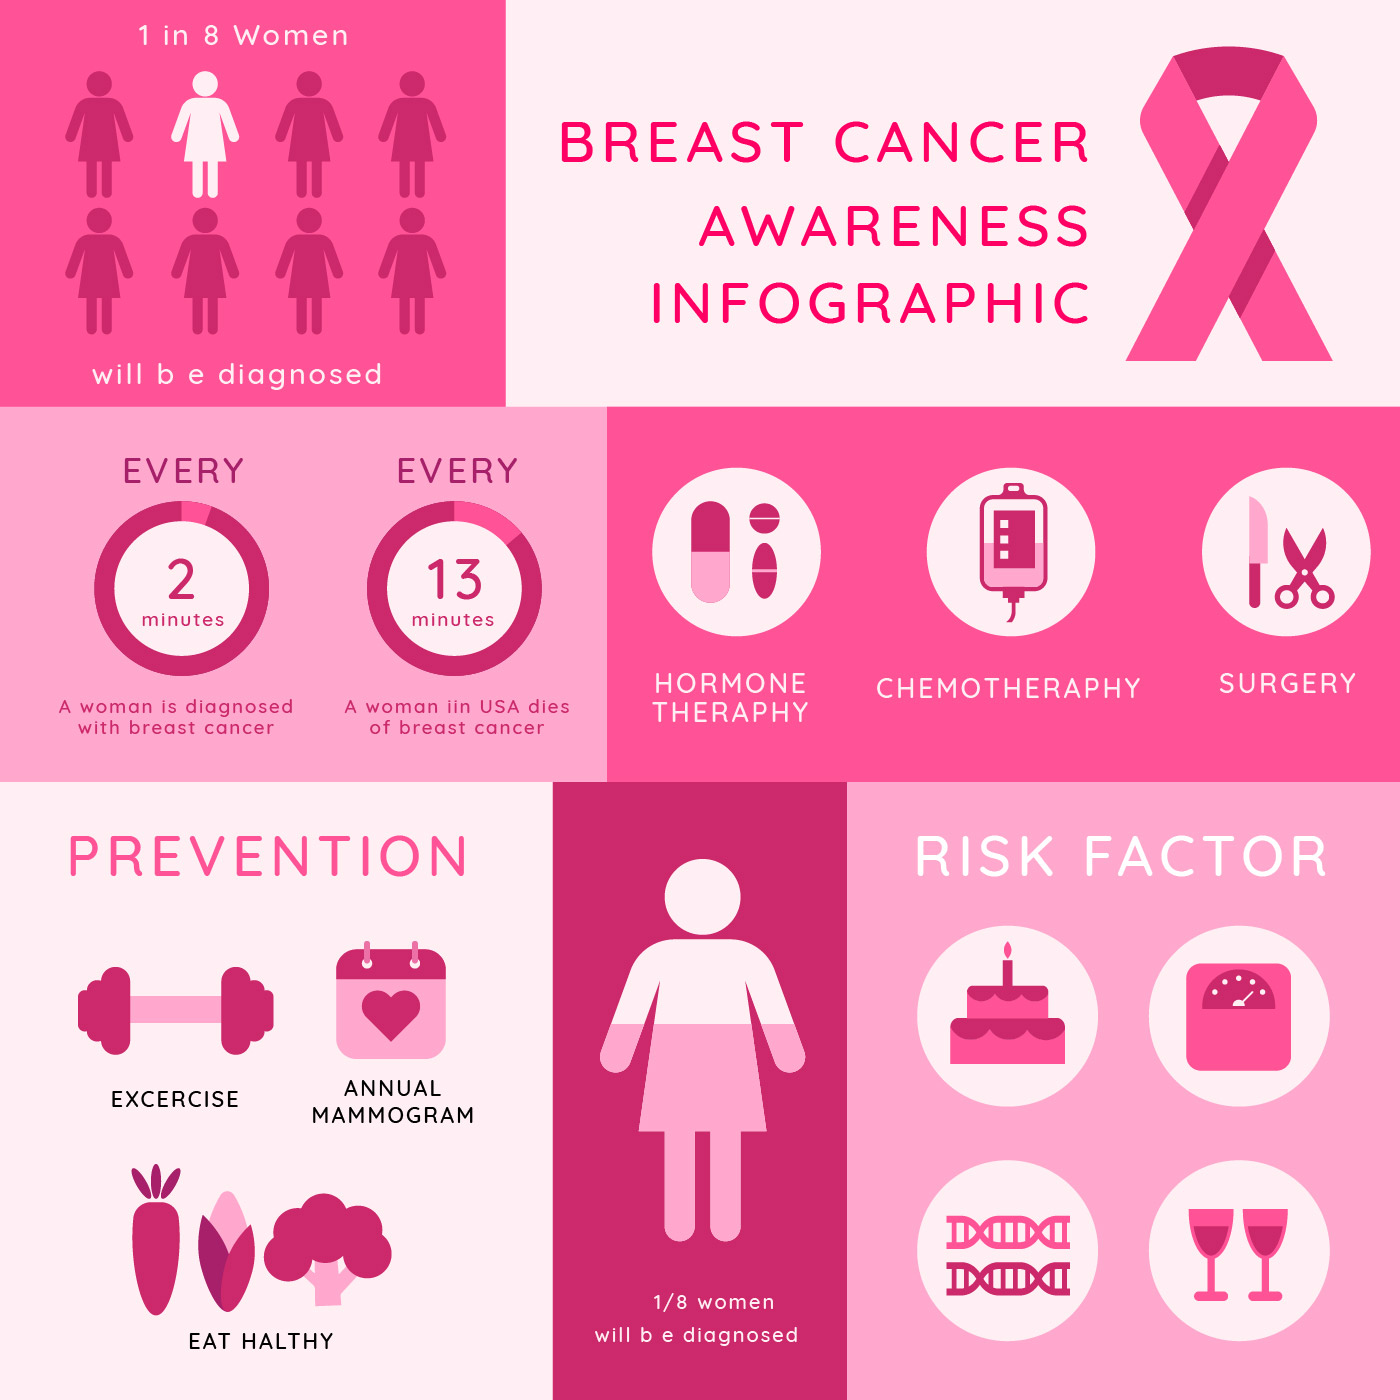 1 in 8 Women
will b e diagnosed
BREAST CANCER
AWARENESS
INFOGRAPHIC
EVERY
2
minutes
A woman is diagnosed
with breast cancer
EVERY
13
minutes
A woman iin USA dies
of breast cancer
HORMONE
THERAPHY
CHEMOTHERAPHY
SURGERY
PREVENTION
EXCERCISE
ANNUAL
MAMMOGRAM
EAT HALTHY
1/8 women
will b e diagnosed
RISK FACTOR